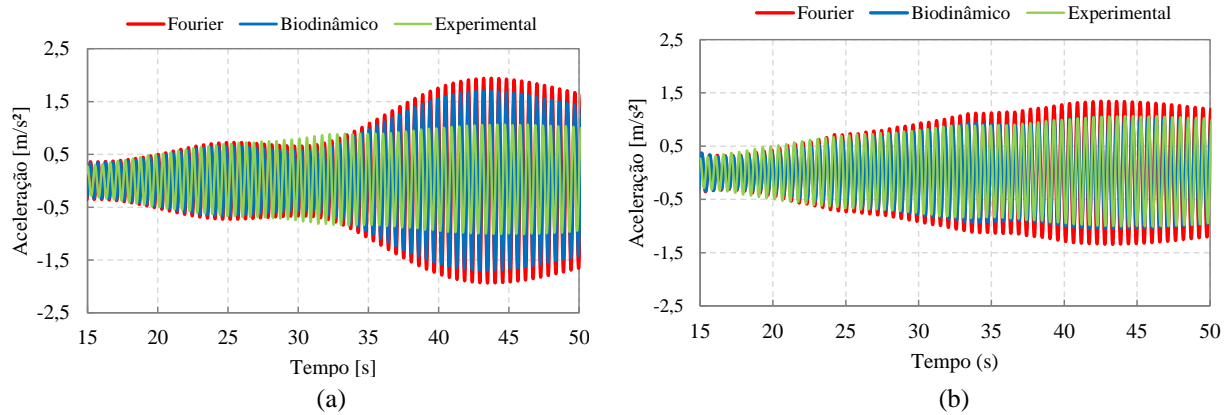 Fourier Biodinâmico Experimental
2,5
1,5
0,5
-0,5
-1,5
-2,5
Aceleração [m/s²]
15 20 25 30 35 40 45 50
Tempo [s]
(a)
Fourier Biodinâmico Experimental
2,5
1,5
0,5
-0,5
-1,5
-2,5
Aceleração [m/s²]
15 20 25 30 35 40 45 50
Tempo (s)
(b)